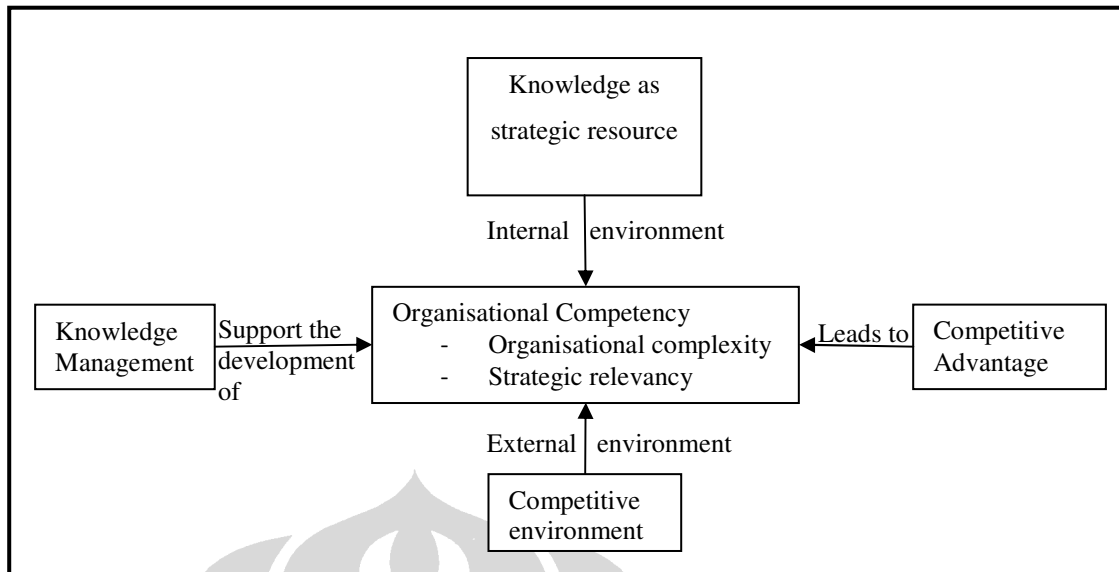 Knowledge as
strategic resource
Internal environment
Knowledge
Management
Support the
development
of
Organisational Competency
- Organisational complexity
- Strategic relevancy
Leads to
Competitive
Advantage
External environment
Competitive
environment